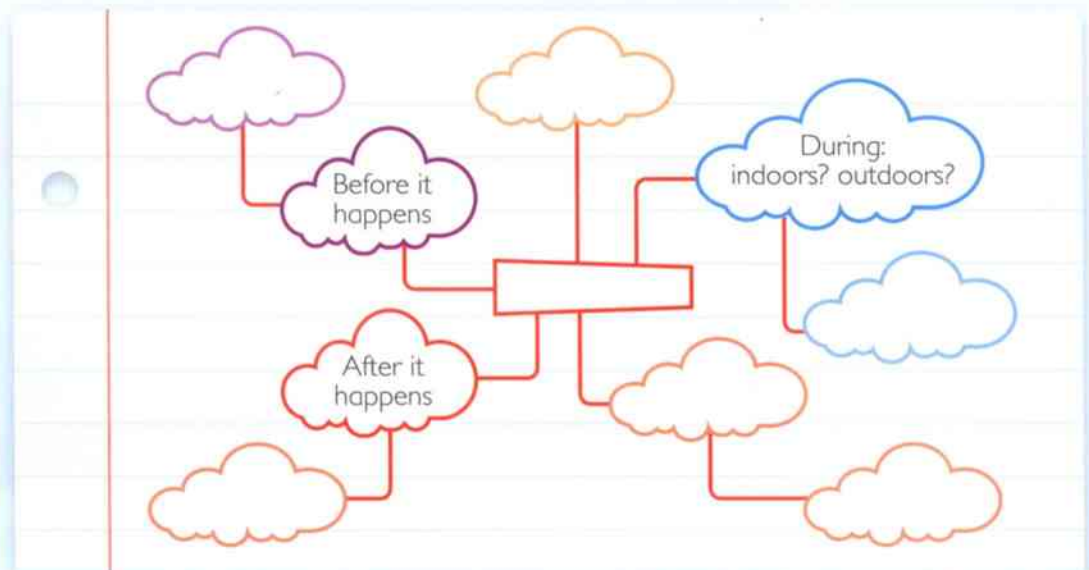 Before it
happens
During:
indoors? outdoors?
After it
happens